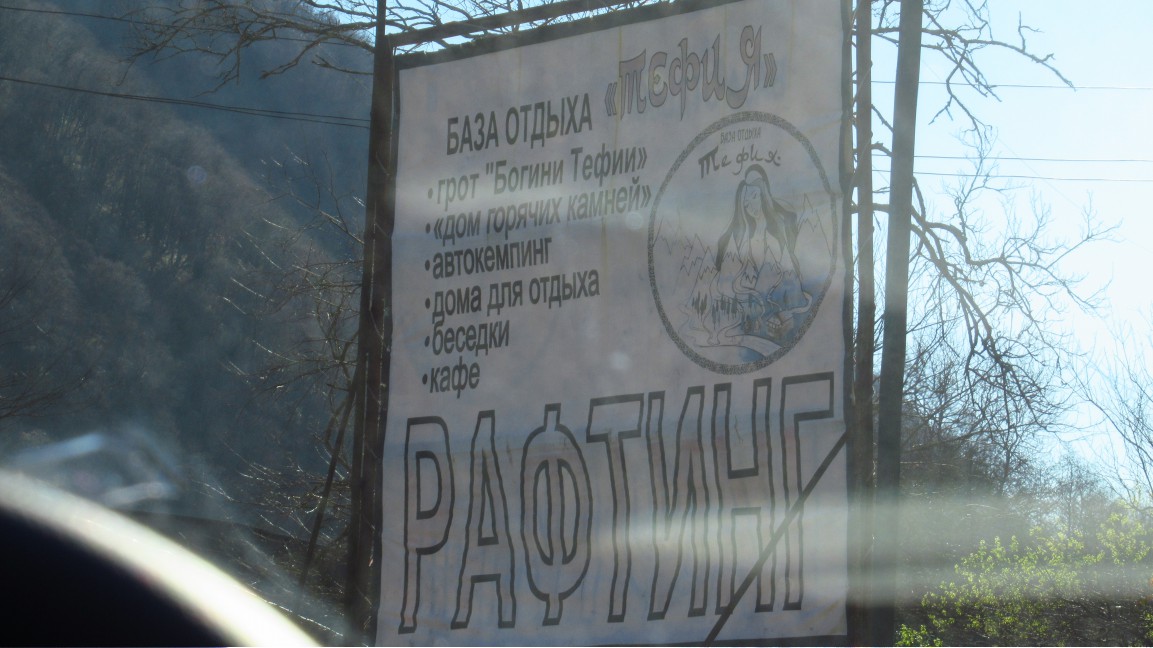 БАЗА ОТДЫХА «ТЕФИЯ»
•грот "Богини Тефии»
•«дом горячих камней»
•автокемпинг
•дома для отдыха
•беседки
•кафе
БАЗА ОТДЫХА
Тефия
РАФТИНГ